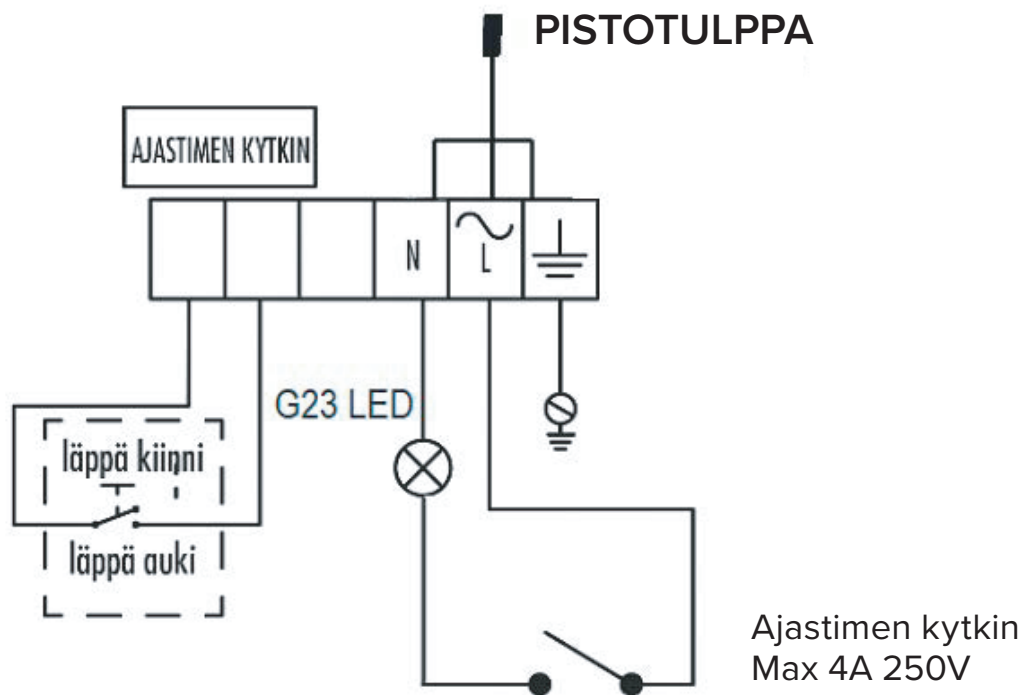 PISTOTULPPA
AJASTIMEN KYTKIN
N
L
G23 LED
läppä kiinni
läppä auki
Ajastimen kytkin
Max 4A 250V